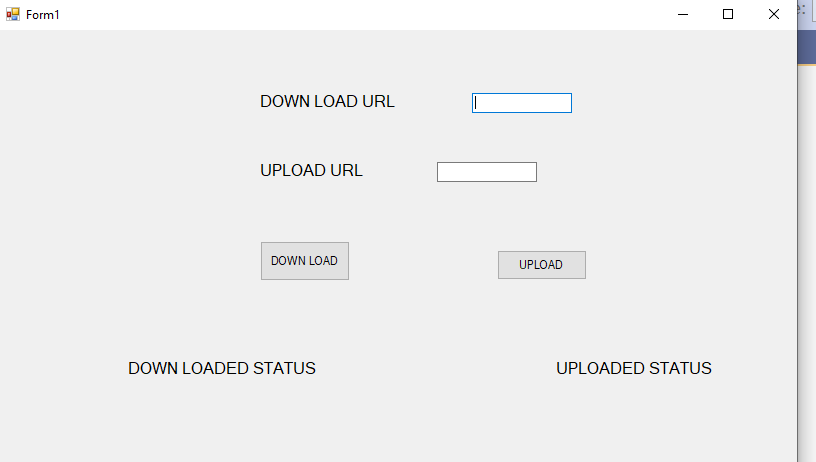 Form1
e:
DOWN LOAD URL
UPLOAD URL
DOWN LOAD
UPLOAD
DOWN LOADED STATUS
UPLOADED STATUS